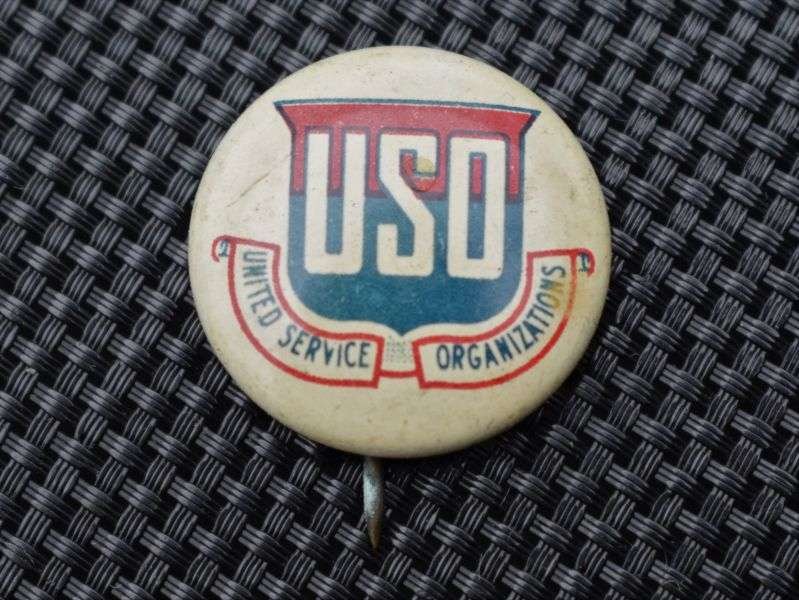 USO
UNITED SERVICE ORGANIZATIONS